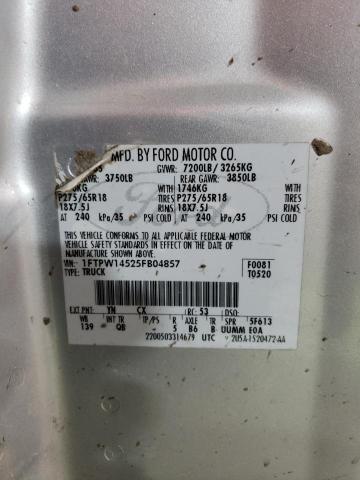 MFD. BY FORD MOTOR CO.
GVWR: 7200LB/ 3265KG
GAWR: 3750LB REAR GAWR: 3850LB
KG WITH 1746KG WITH
P275/65R18 TIRES P275/65R18 TIRES
18X7.5J RIMS 18X7.5J RIMS
AT 240 kPa/35 PSI COLD AT 240 kPa/35 PSI COLD
THIS VEHICLE CONFORMS TO ALL APPLICABLE FEDERAL MOTOR
VEHICLE SAFETY STANDARDS IN EFFECT ON THE DATE OF MANUFACTURE
SHOWN ABOVE.
VIN: 1FTPW14525FB04857 F0081
TYPE: TRUCK T0520
EXT PNT: YN CX RC: 53 DSO:
WB INT TR TP/PS R AXLE TR SPR 5F613
139 QB 5 B6 B UUMM EOA
2200503314679 UTC 2U5A-1520472-AA
Ford